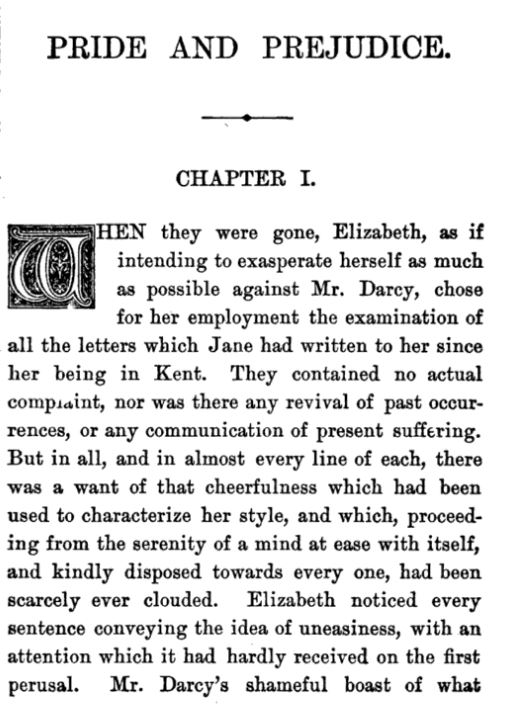 PRIDE AND PREJUDICE.
CHAPTER I.
WHEN they were gone, Elizabeth, as if
intending to exasperate herself as much
as possible against Mr. Darcy, chose
for her employment the examination of
all the letters which Jane had written to her since
her being in Kent. They contained no actual
complaint, nor was there any revival of past occur-
rences, or any communication of present suffering.
But in all, and in almost every line of each, there
was a want of that cheerfulness which had been
used to characterize her style, and which, proceed-
ing from the serenity of a mind at ease with itself,
and kindly disposed towards every one, had been
scarcely ever clouded. Elizabeth noticed every
sentence conveying the idea of uneasiness, with an
attention which it had hardly received on the first
perusal. Mr. Darcy's shameful boast of what